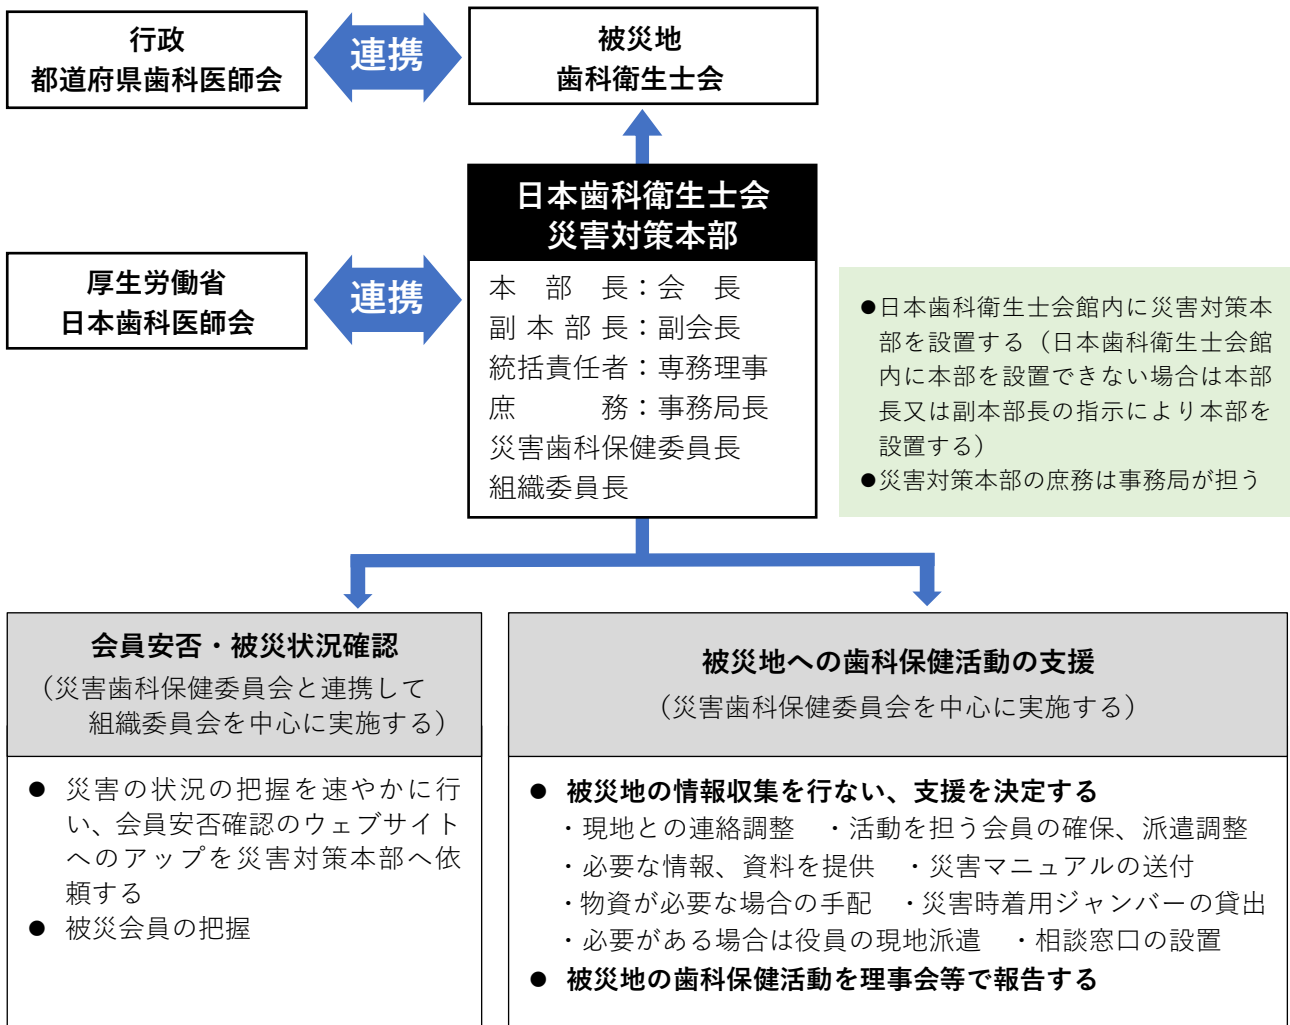 行政
都道府県歯科医師会
連携
被災地
歯科衛生士会
日本歯科衛生士会
災害対策本部
厚生労働省
日本歯科医師会
連携
本部長：会長
副本部長：副会長
統括責任者：専務理事
庶務：事務局長
災害歯科保健委員長
組織委員長
●日本歯科衛生士会館内に災害対策本
部を設置する（日本歯科衛生士会館
内に本部を設置できない場合は本部
長又は副本部長の指示により本部を
設置する）
●災害対策本部の庶務は事務局が担う
会員安否・被災状況確認
（災害歯科保健委員会と連携して
組織委員会を中心に実施する）
● 災害の状況の把握を速やかに行
い、会員安否確認のウェブサイト
へのアップを災害対策本部へ依
頼する
● 被災会員の把握
被災地への歯科保健活動の支援
（災害歯科保健委員会を中心に実施する）
● 被災地の情報収集を行ない、支援を決定する
・現地との連絡調整　・活動を担う会員の確保、派遣調整
・必要な情報、資料を提供　・災害マニュアルの送付
・物資が必要な場合の手配　・災害時着用ジャンバーの貸出
・必要がある場合は役員の現地派遣　・相談窓口の設置
● 被災地の歯科保健活動を理事会等で報告する